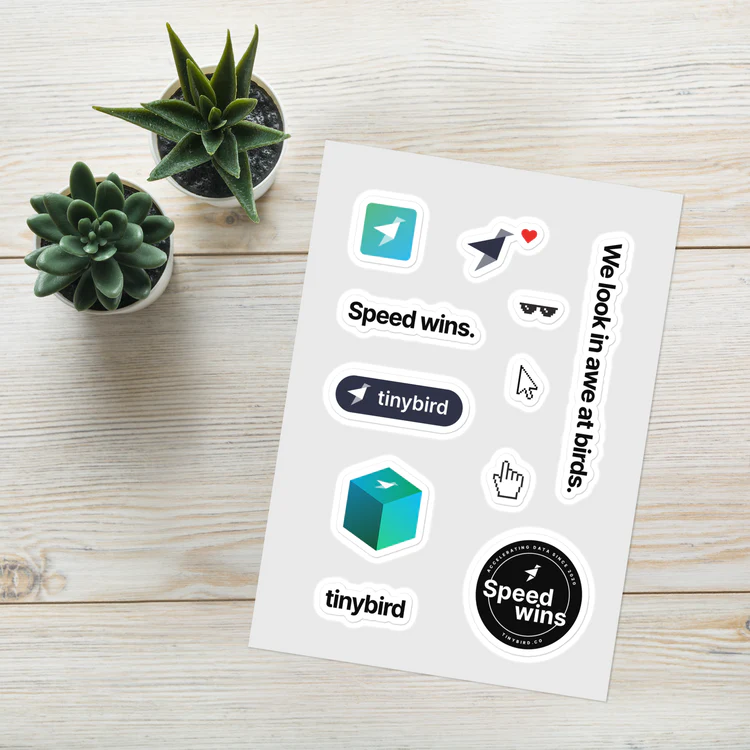 Speed wins.
tinybird
tinybird
We look in awe at birds.
ACCELERATING DATA SINCE 2020
Speed
wins
TINYBIRD.CO